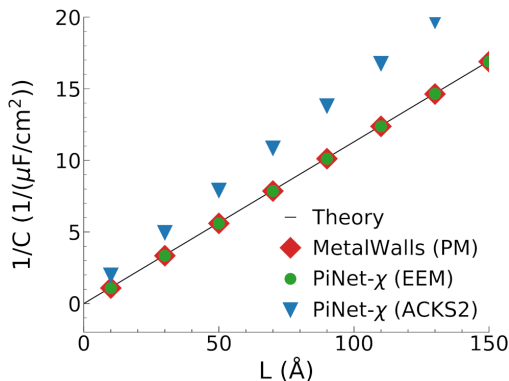 20
15
10
5
0
1/C (1/(μF/cm²))
Theory
MetalWalls (PM)
PiNet-χ (EEM)
PiNet-χ (ACKS2)
0 50 100 150
L (Å)